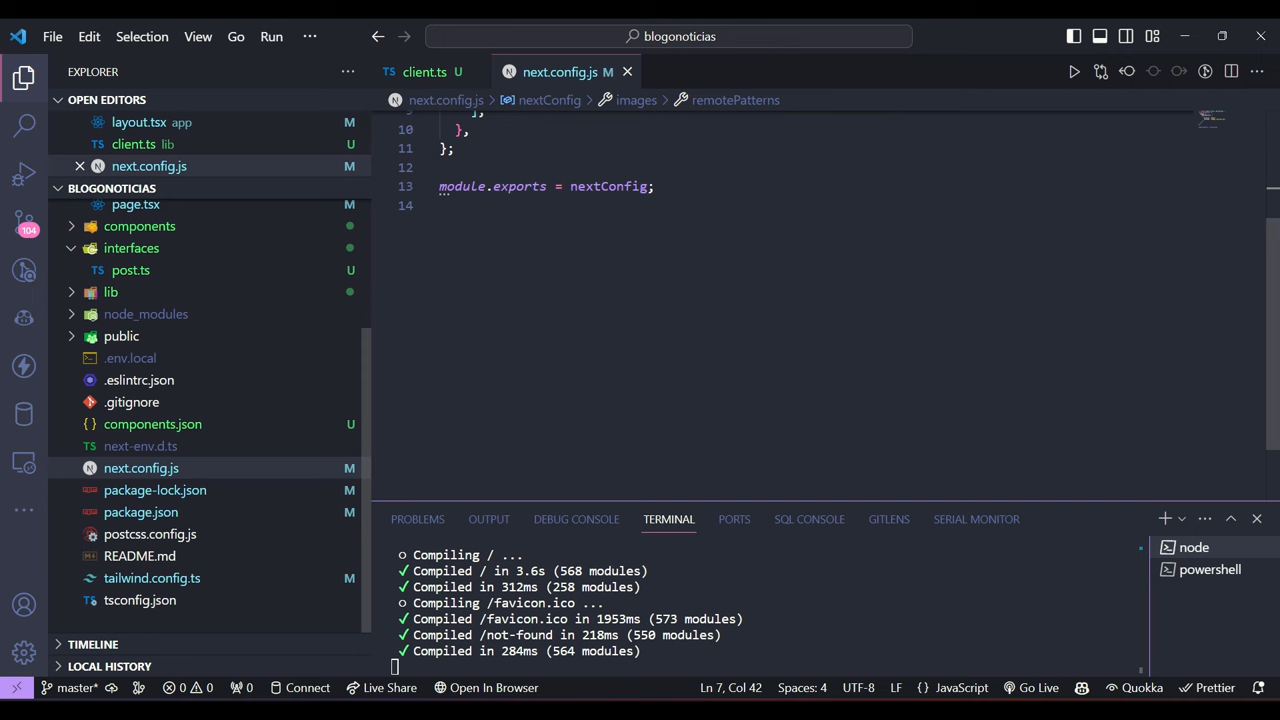 File Edit Selection View Go Run ··· blogonoticias
EXPLORER ···
OPEN EDITORS
layout.tsx app M
client.ts lib U
next.config.js M
BLOGONOTICIAS
page.tsx M
components
interfaces
TS post.ts U
lib
node_modules
public
.env.local
.eslintrc.json
.gitignore
{} components.json U
TS next-env.d.ts
N next.config.js M
package-lock.json M
package.json M
postcss.config.js
README.md
tailwind.config.ts M
tsconfig.json
TIMELINE
LOCAL HISTORY
104
TS client.ts U
N next.config.js M
next.config.js > nextConfig > images > remotePatterns
9 ],
10 },
11 };
12
13 module.exports = nextConfig;
14
PROBLEMS OUTPUT DEBUG CONSOLE TERMINAL PORTS SQL CONSOLE GITLENS SERIAL MONITOR
○ Compiling / ...
✓ Compiled / in 3.6s (568 modules)
✓ Compiled in 312ms (258 modules)
○ Compiling /favicon.ico ...
✓ Compiled /favicon.ico in 1953ms (573 modules)
✓ Compiled /not-found in 218ms (550 modules)
✓ Compiled in 284ms (564 modules)
node
powershell
master* 0 0 0 Connect Live Share Open In Browser Ln 7, Col 42 Spaces: 4 UTF-8 LF {} JavaScript Go Live Quokka Prettier